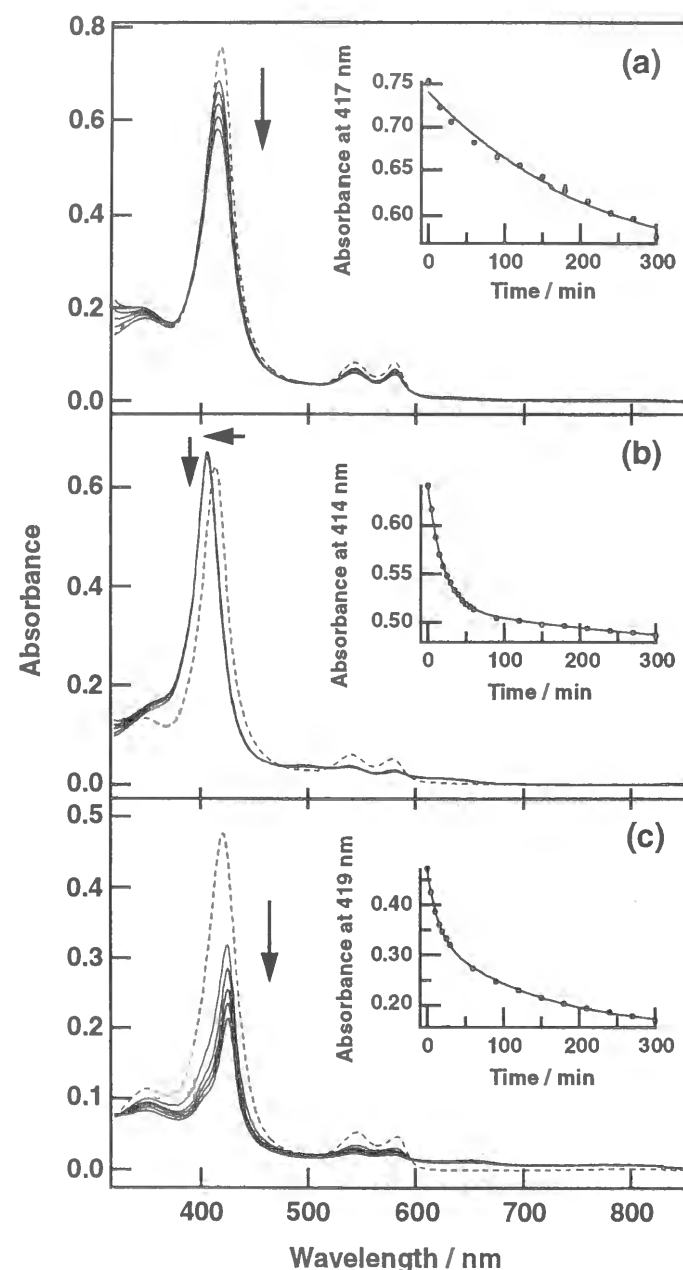 0.8
0.6
0.4
0.2
0.0
(a)
Absorbance at 417 nm
0.75
0.70
0.65
0.60
0 100 200 300
Time / min
Absorbance
0.6
0.4
0.2
0.0
(b)
Absorbance at 414 nm
0.60
0.55
0.50
0 100 200 300
Time / min
0.5
0.4
0.3
0.2
0.1
0.0
(c)
Absorbance at 419 nm
0.40
0.30
0.20
0 100 200 300
Time / min
400 500 600 700 800
Wavelength / nm